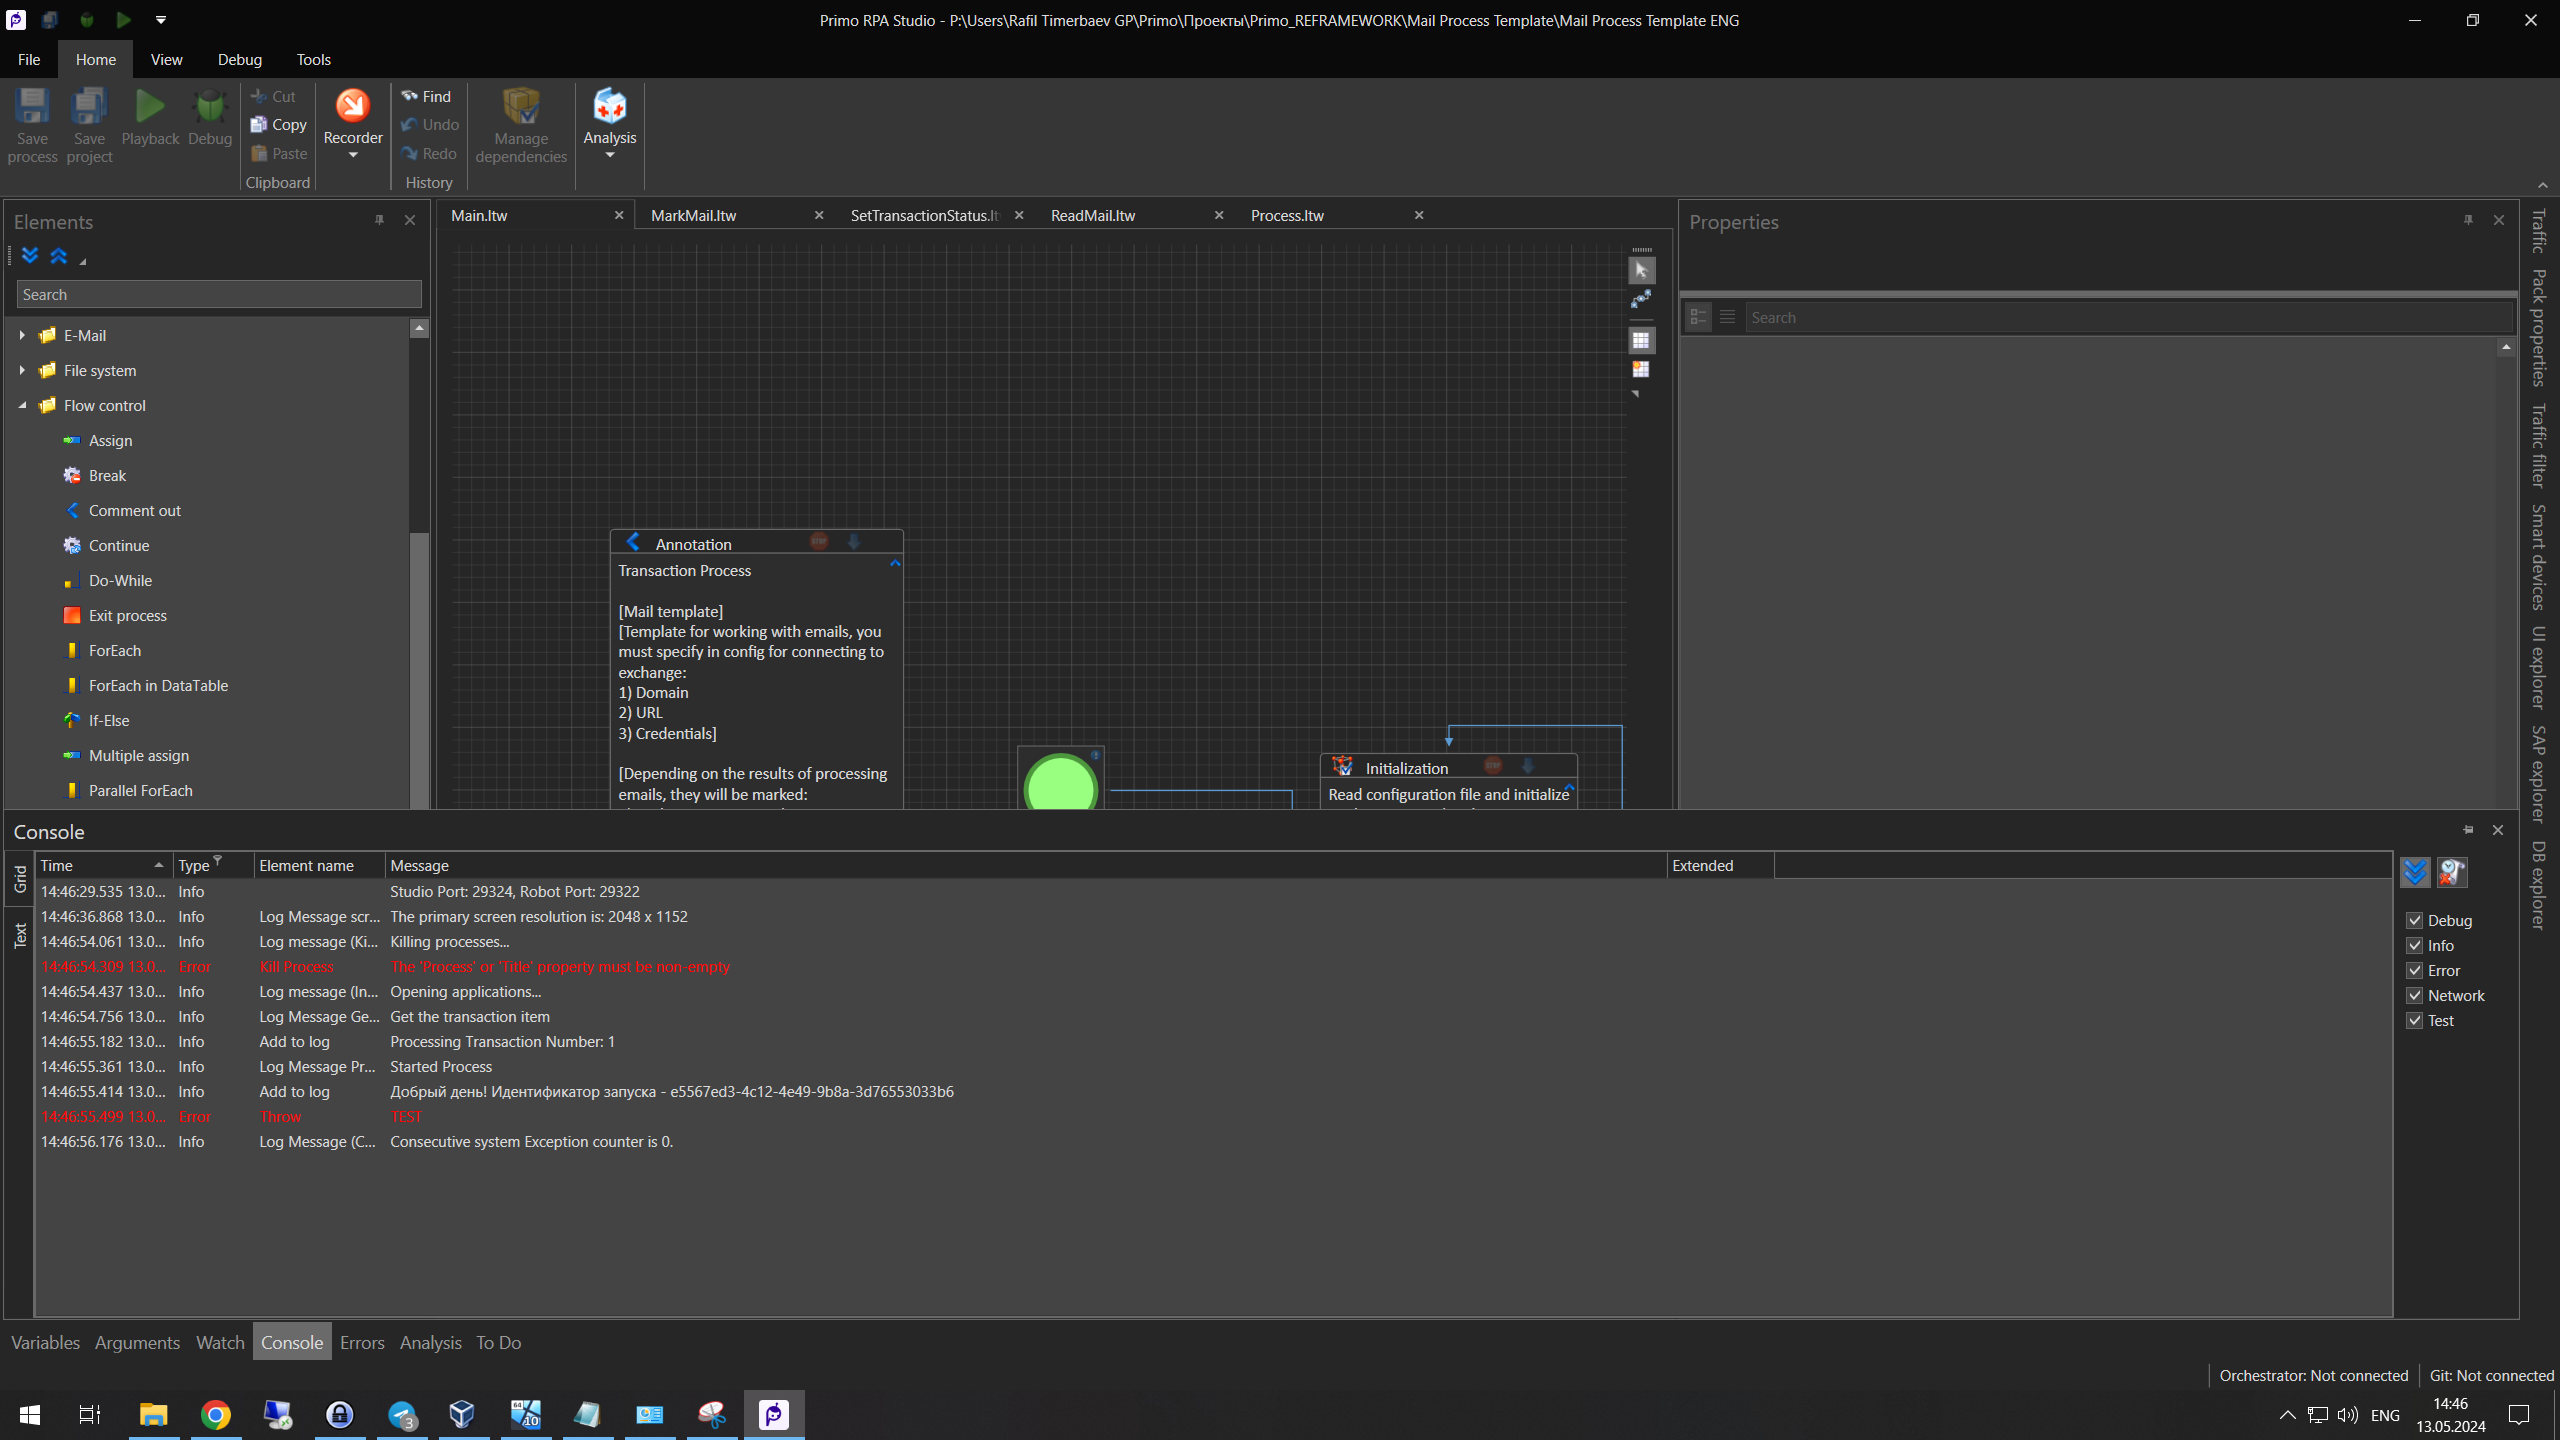 Primo RPA Studio - P:\Users\Rafil Timerbaev GP\Primo\Проекты\Primo_REFRAMEWORK\Mail Process Template\Mail Process Template ENG
File Home View Debug Tools
Save process
Save project
Playback
Debug
Cut
Copy
Paste
Clipboard
Recorder
Find
Undo
Redo
History
Manage dependencies
Analysis
Elements
Search
E-Mail
File system
Flow control
Assign
Break
Comment out
Continue
Do-While
Exit process
ForEach
ForEach in DataTable
If-Else
Multiple assign
Parallel ForEach
Main.ltw MarkMail.ltw SetTransactionStatus.lt ReadMail.ltw Process.ltw
Annotation
Transaction Process
[Mail template]
[Template for working with emails, you
must specify in config for connecting to
exchange:
1) Domain
2) URL
3) Credentials]
[Depending on the results of processing
emails, they will be marked:
Initialization
Read configuration file and initialize
Properties
Search
Traffic
Pack properties
Traffic filter
Smart devices
UI explorer
SAP explorer
DB explorer
Console
Grid
Text
Time Type Element name Message Extended
14:46:29.535 13.0... Info Studio Port: 29324, Robot Port: 29322
14:46:36.868 13.0... Info Log Message scr... The primary screen resolution is: 2048 x 1152
14:46:54.061 13.0... Info Log message (Ki... Killing processes...
14:46:54.309 13.0... Error Kill Process The 'Process' or 'Title' property must be non-empty
14:46:54.437 13.0... Info Log message (In... Opening applications...
14:46:54.756 13.0... Info Log Message Ge... Get the transaction item
14:46:55.182 13.0... Info Add to log Processing Transaction Number: 1
14:46:55.361 13.0... Info Log Message Pr... Started Process
14:46:55.414 13.0... Info Add to log Добрый день! Идентификатор запуска - e5567ed3-4c12-4e49-9b8a-3d76553033b6
14:46:55.499 13.0... Error Throw TEST
14:46:56.176 13.0... Info Log Message (C... Consecutive system Exception counter is 0.
Debug
Info
Error
Network
Test
Variables Arguments Watch Console Errors Analysis To Do
Orchestrator: Not connected Git: Not connected
3
64
10
ENG
14:46
13.05.2024